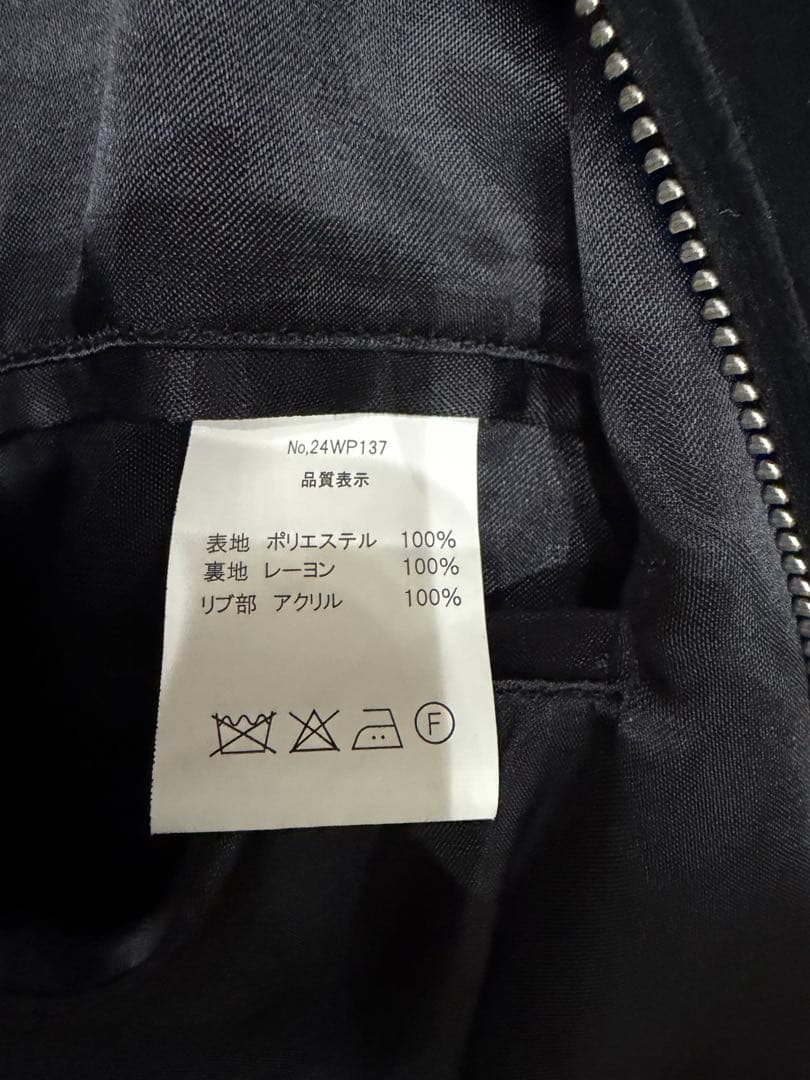 No,24WP137
品質表示
表地 ポリエステル 100%
裏地 レーヨン 100%
リブ部 アクリル 100%
F